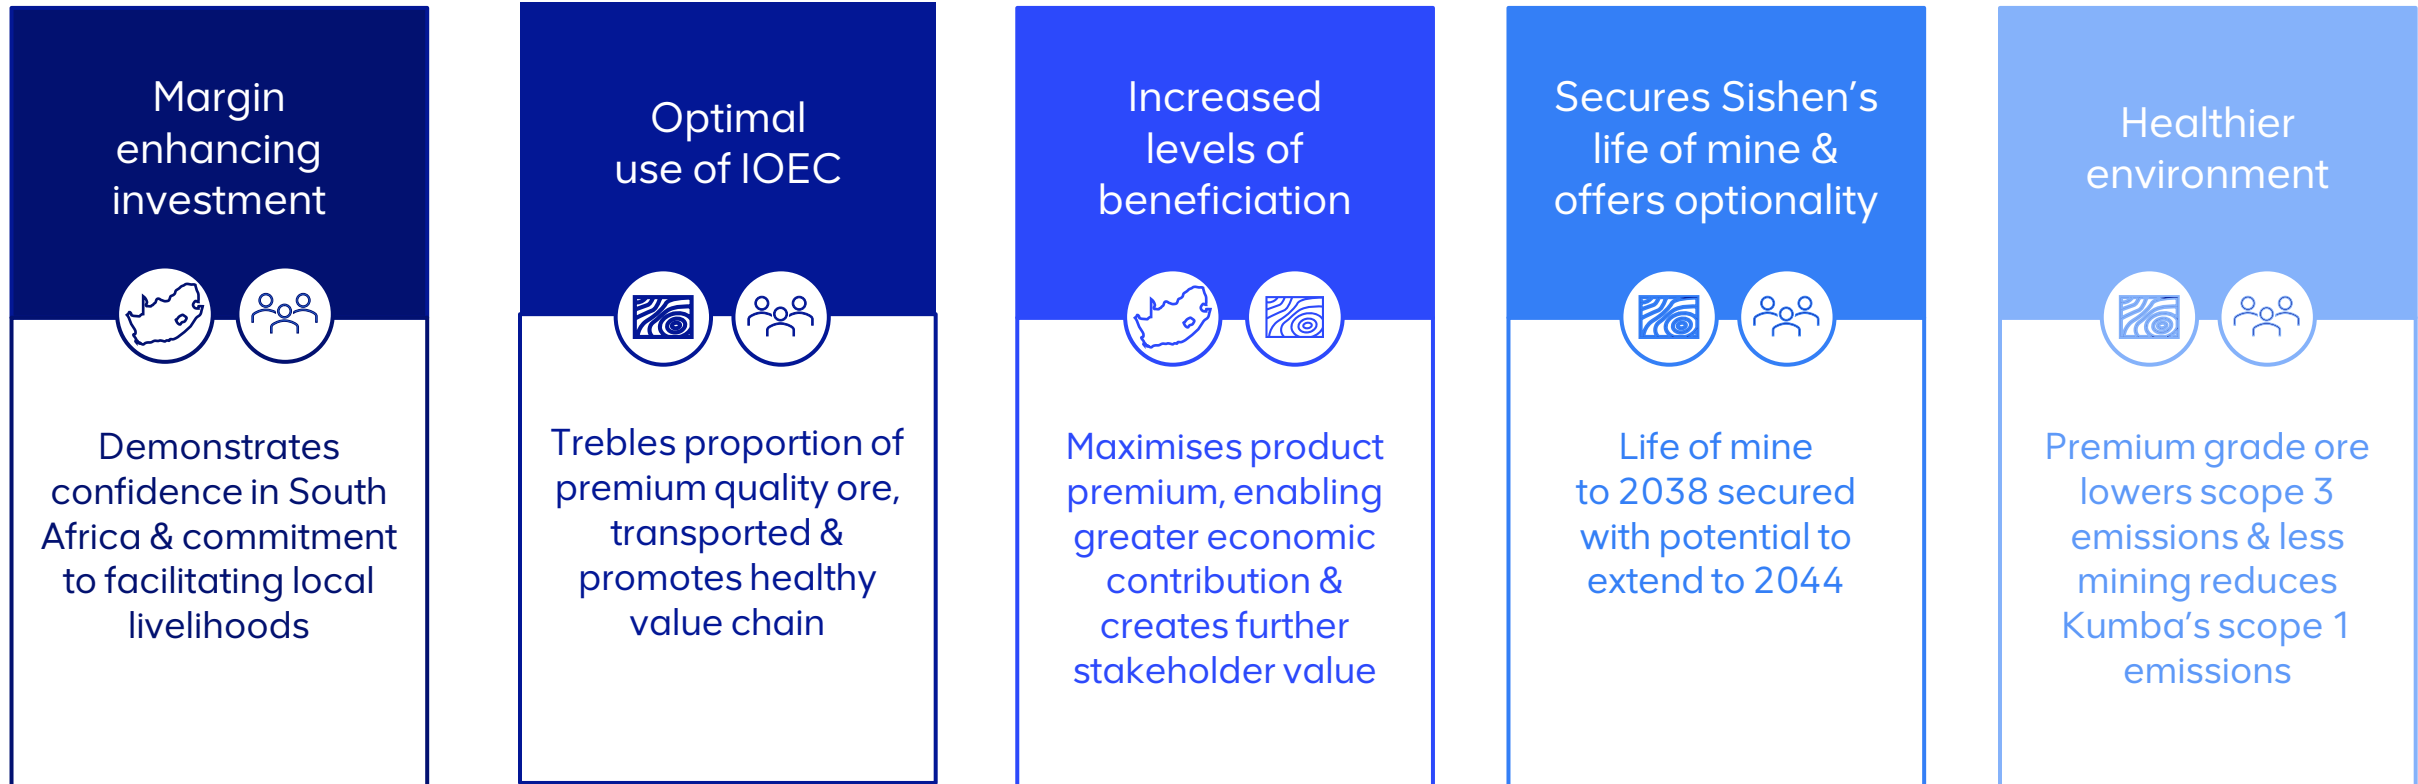 Margin
enhancing
investment
Demonstrates
confidence in South
Africa & commitment
to facilitating local
livelihoods
Optimal
use of IOEC
Trebles proportion of
premium quality ore,
transported &
promotes healthy
value chain
Increased
levels of
beneficiation
Maximises product
premium, enabling
greater economic
contribution &
creates further
stakeholder value
Secures Sishen’s
life of mine &
offers optionality
Life of mine
to 2038 secured
with potential to
extend to 2044
Healthier
environment
Premium grade ore
lowers scope 3
emissions & less
mining reduces
Kumba’s scope 1
emissions